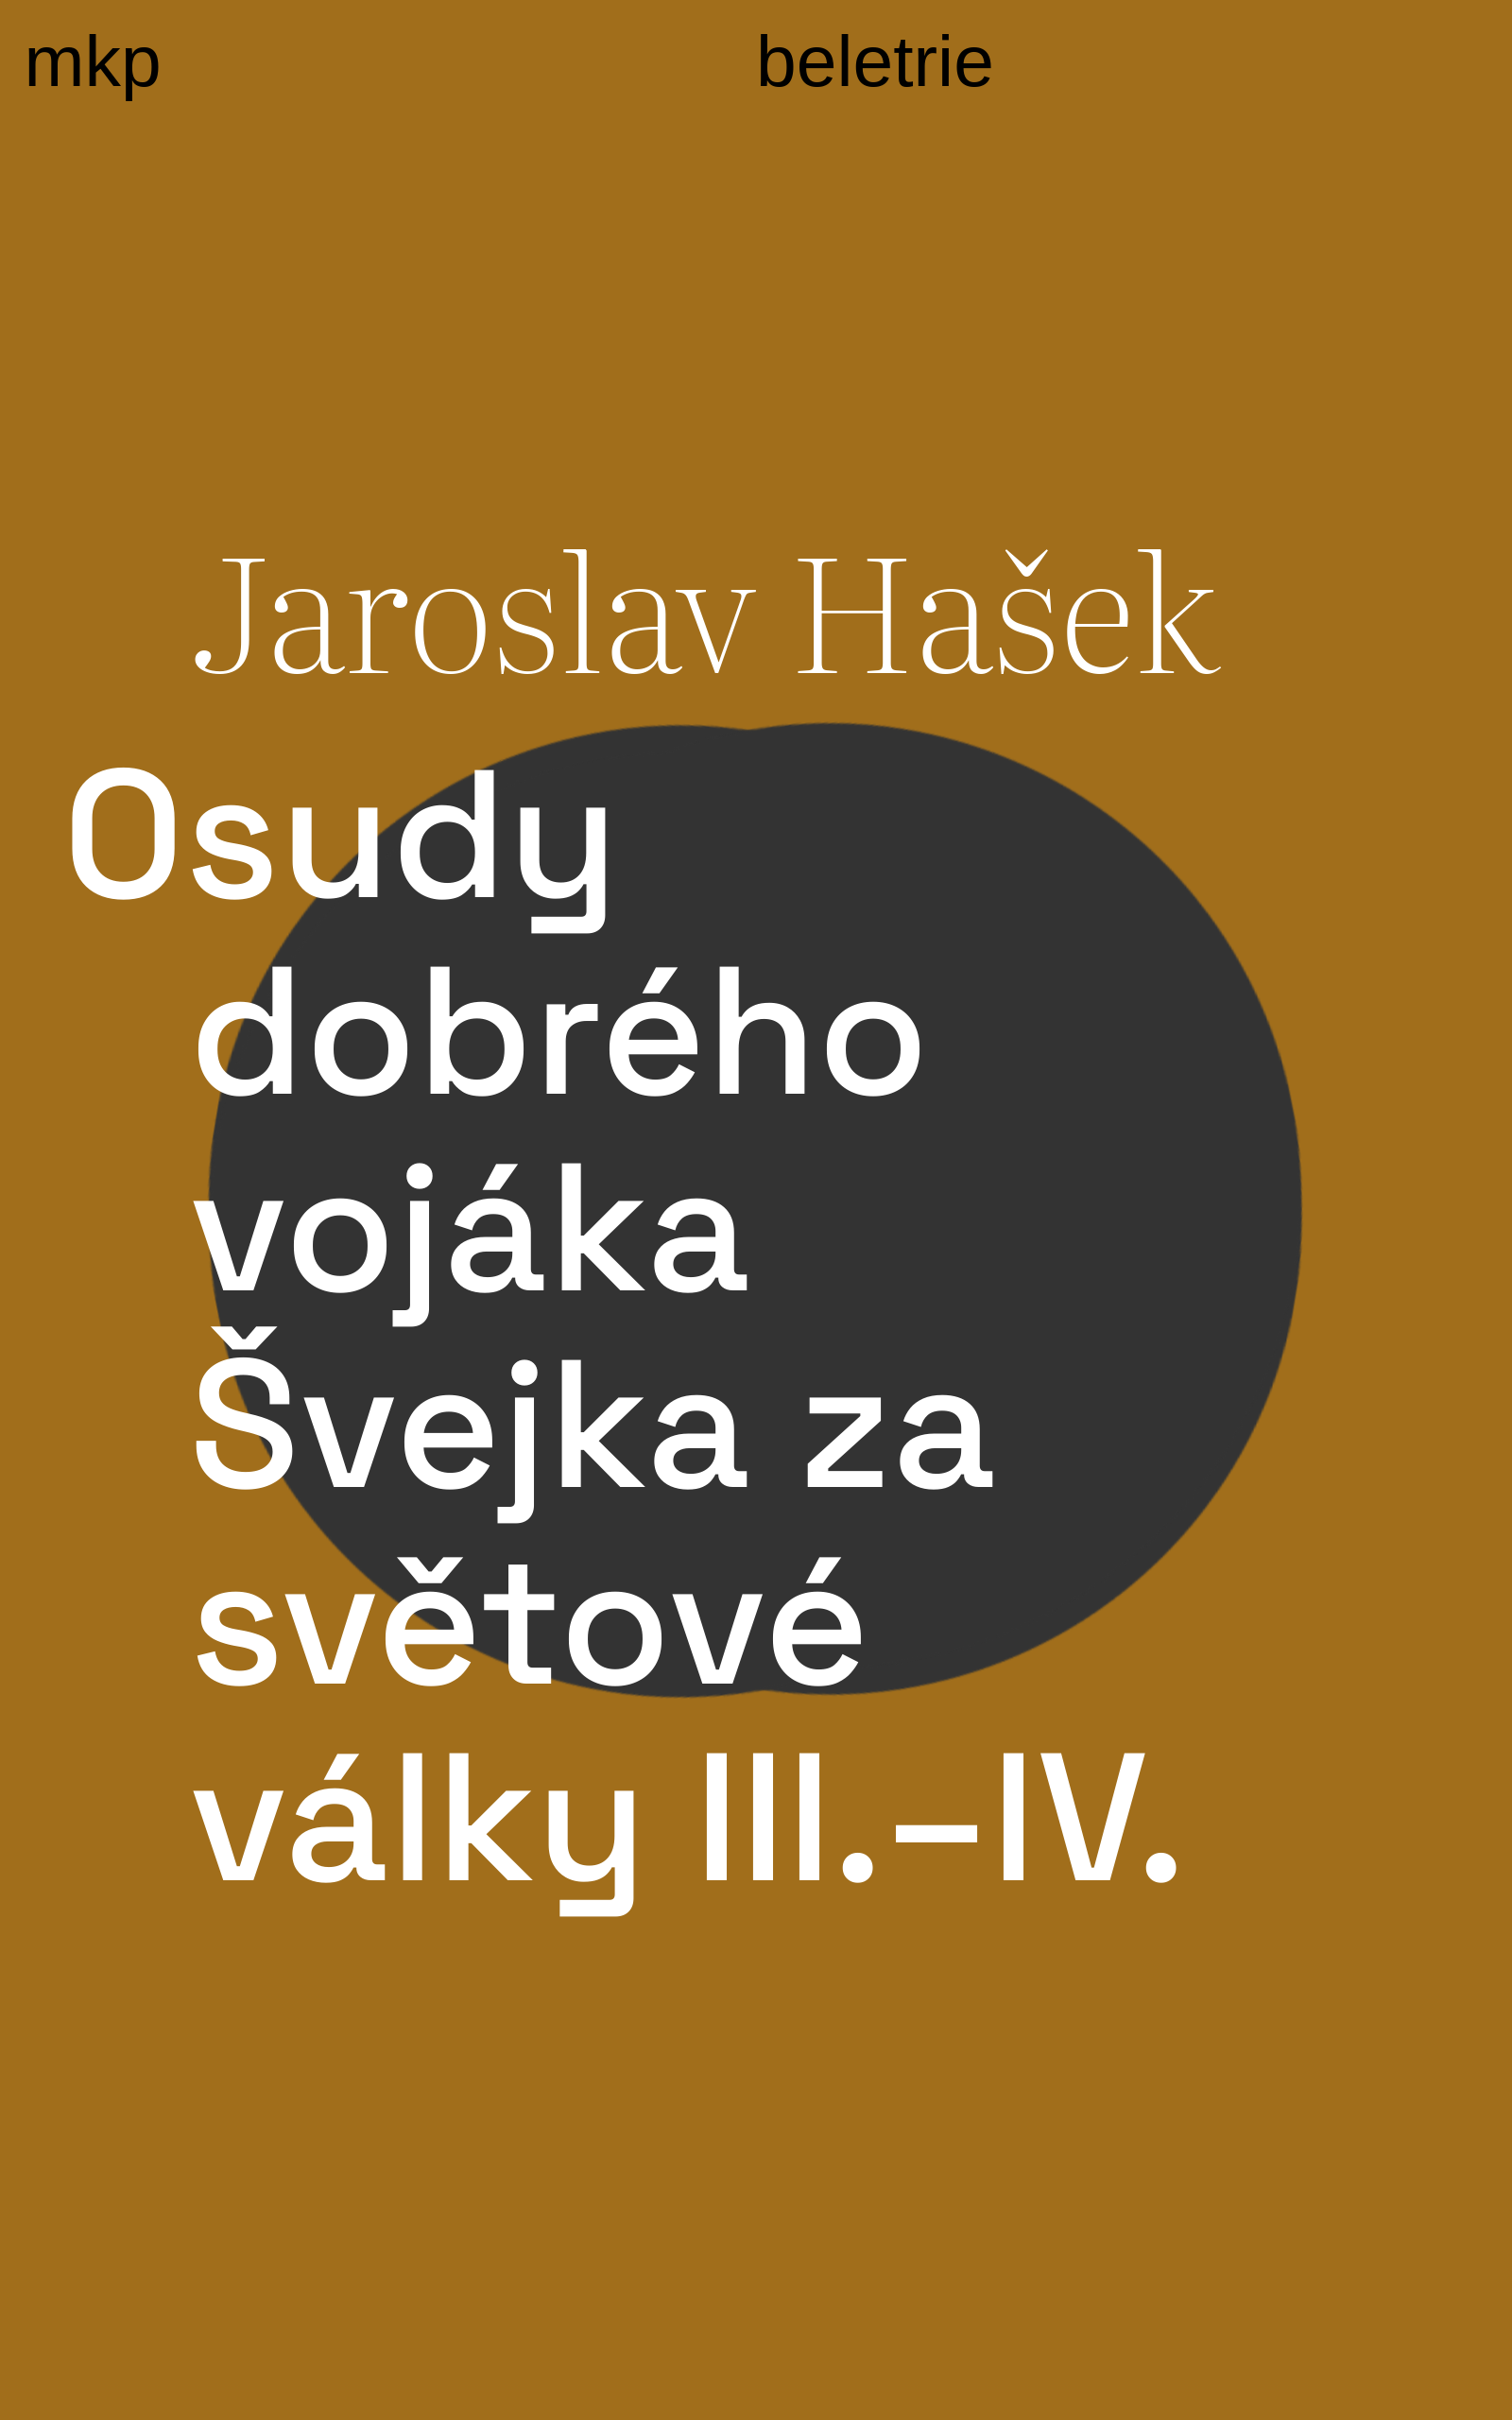 mkp beletrie
Jaroslav Hašek
Osudy
dobrého
vojáka
Švejka za
světové
války III.–IV.